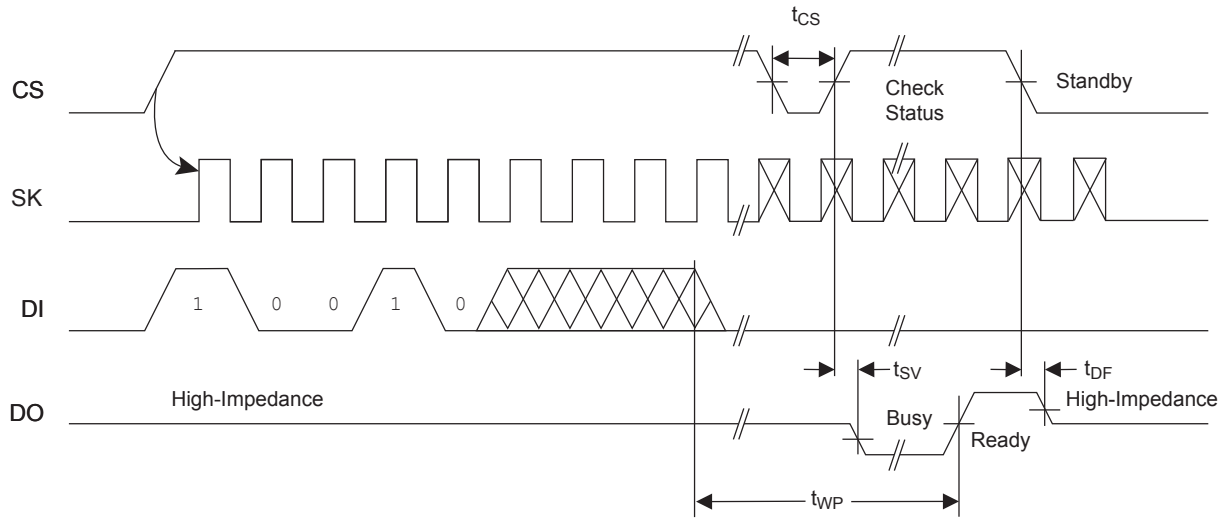 tCS
CS
Check
Status
Standby
SK
DI
1 0 0 1 0
tSV
tDF
DO
High-Impedance
Busy
Ready
High-Impedance
tWP